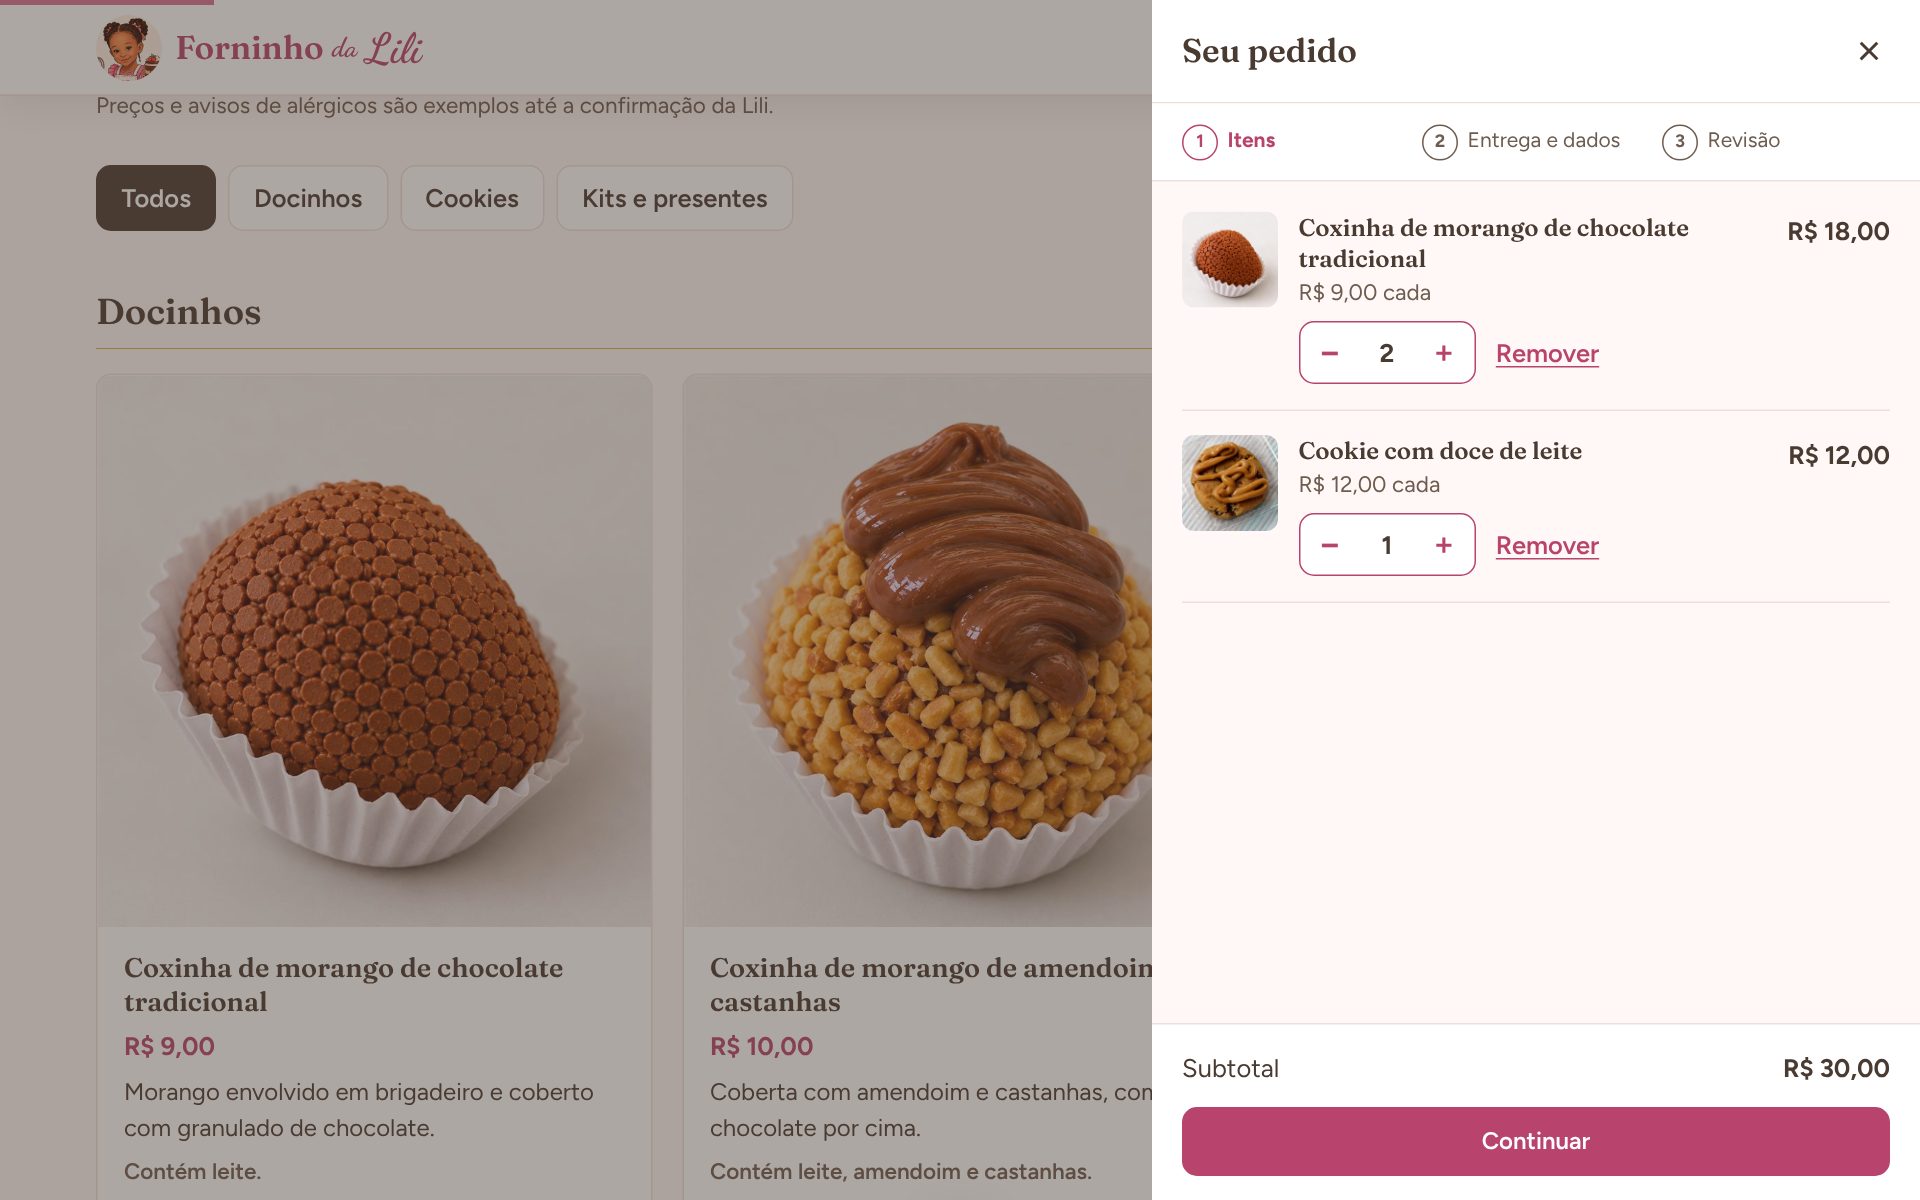 Forninho da Lili
Preços e avisos de alérgicos são exemplos até a confirmação da Lili.
Todos
Docinhos
Cookies
Kits e presentes
Docinhos
Coxinha de morango de chocolate
tradicional
R$ 9,00
Morango envolvido em brigadeiro e coberto
com granulado de chocolate.
Contém leite.
Coxinha de morango de amendoin
castanhas
R$ 10,00
Coberta com amendoim e castanhas, con
chocolate por cima.
Contém leite, amendoim e castanhas.
Seu pedido
1 Itens
2 Entrega e dados
3 Revisão
Coxinha de morango de chocolate
tradicional
R$ 18,00
R$ 9,00 cada
2
Remover
Cookie com doce de leite
R$ 12,00
R$ 12,00 cada
1
Remover
Subtotal
R$ 30,00
Continuar